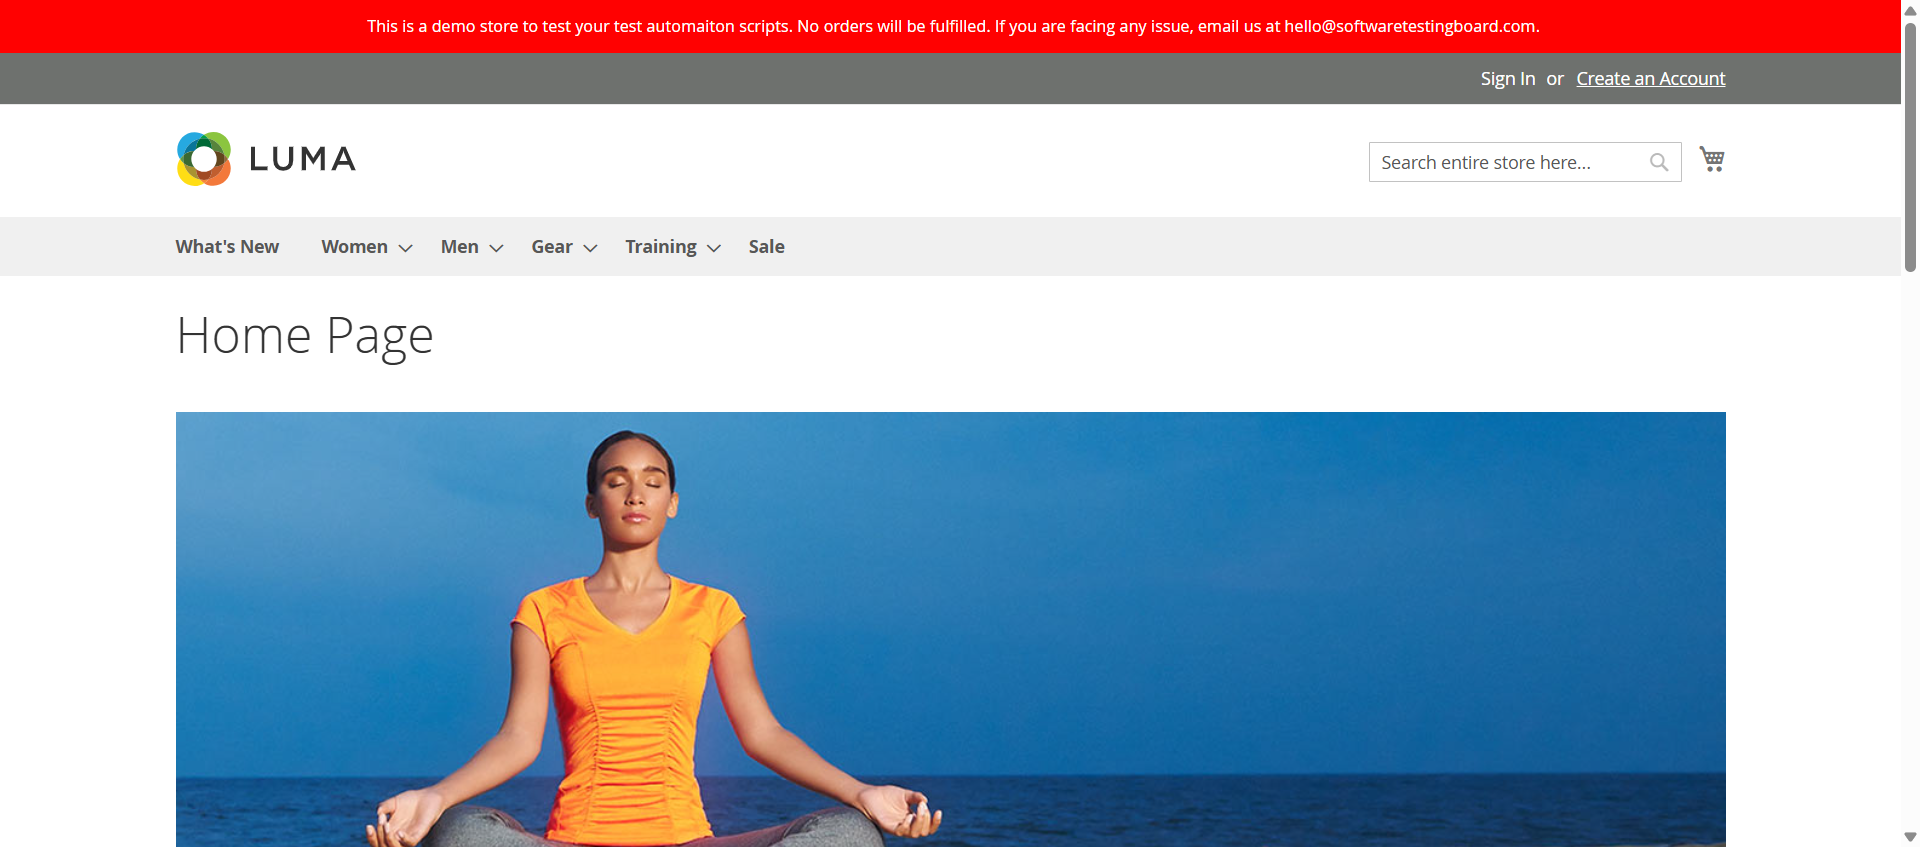 This is a demo store to test your test automaiton scripts. No orders will be fulfilled. If you are facing any issue, email us at hello@softwaretestingboard.com.
Sign In or Create an Account
LUMA
Search entire store here...
What's New Women Men Gear Training Sale
Home Page